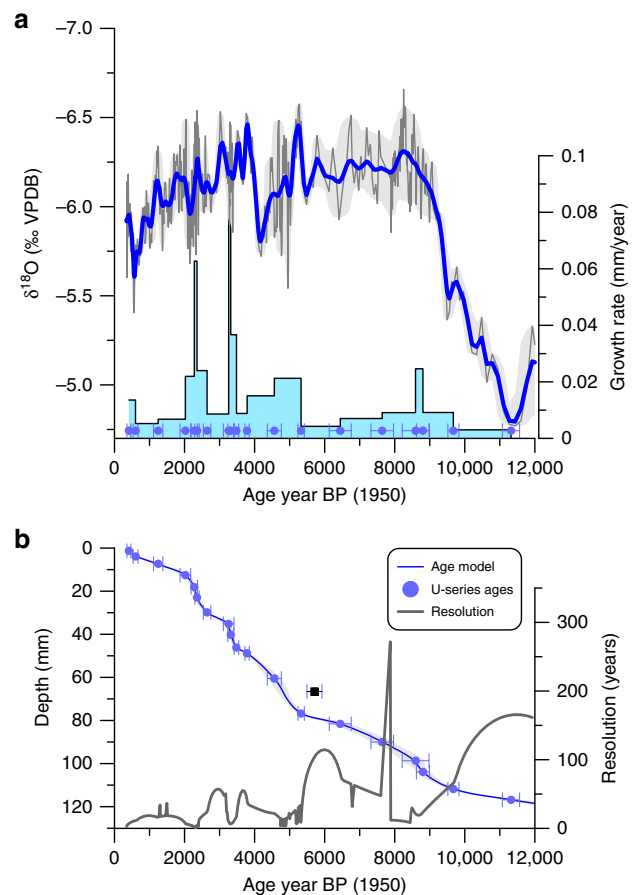 a
−7.0
−6.5
−6.0
−5.5
−5.0
δ18O (‰ VPDB)
0.1
0.08
0.06
0.04
0.02
0
Growth rate (mm/year)
0 2000 4000 6000 8000 10,000 12,000
Age year BP (1950)
b
0
20
40
60
80
100
120
Depth (mm)
Age model
U-series ages
Resolution
300
200
100
0
Resolution (years)
0 2000 4000 6000 8000 10,000 12,000
Age year BP (1950)